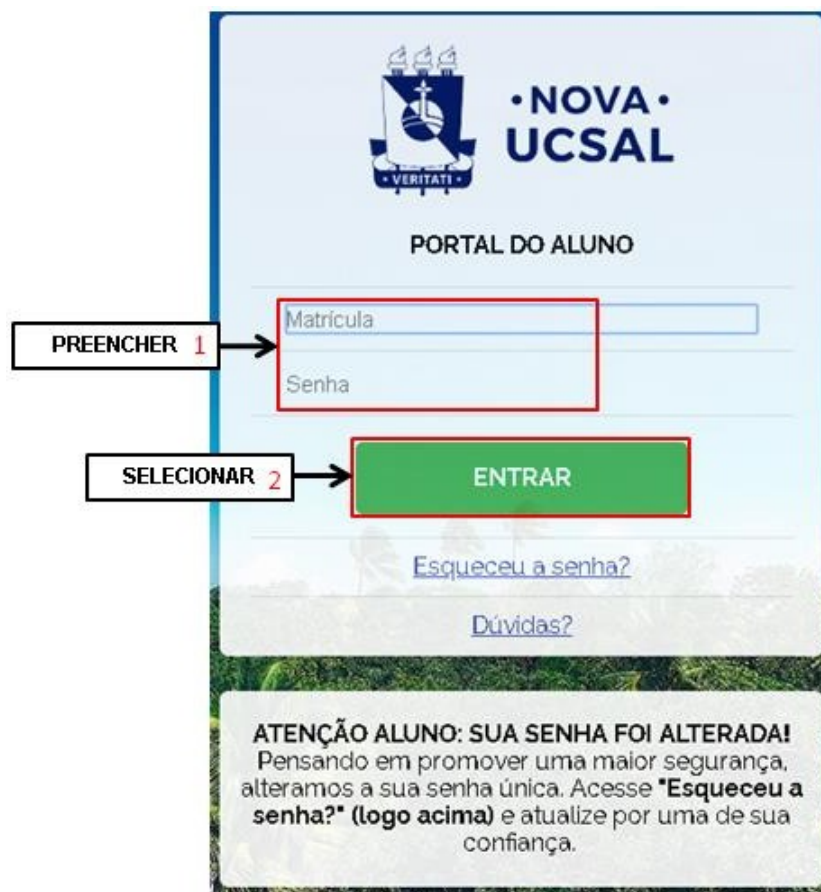 • NOVA •
UCSAL
• VERITATI •
PORTAL DO ALUNO
Matrícula
PREENCHER 1
Senha
SELECIONAR 2
ENTRAR
Esqueceu a senha?
Dúvidas?
ATENÇÃO ALUNO: SUA SENHA FOI ALTERADA!
Pensando em promover uma maior segurança,
alteramos a sua senha única. Acesse "Esqueceu a
senha?" (logo acima) e atualize por uma de sua
confiança.